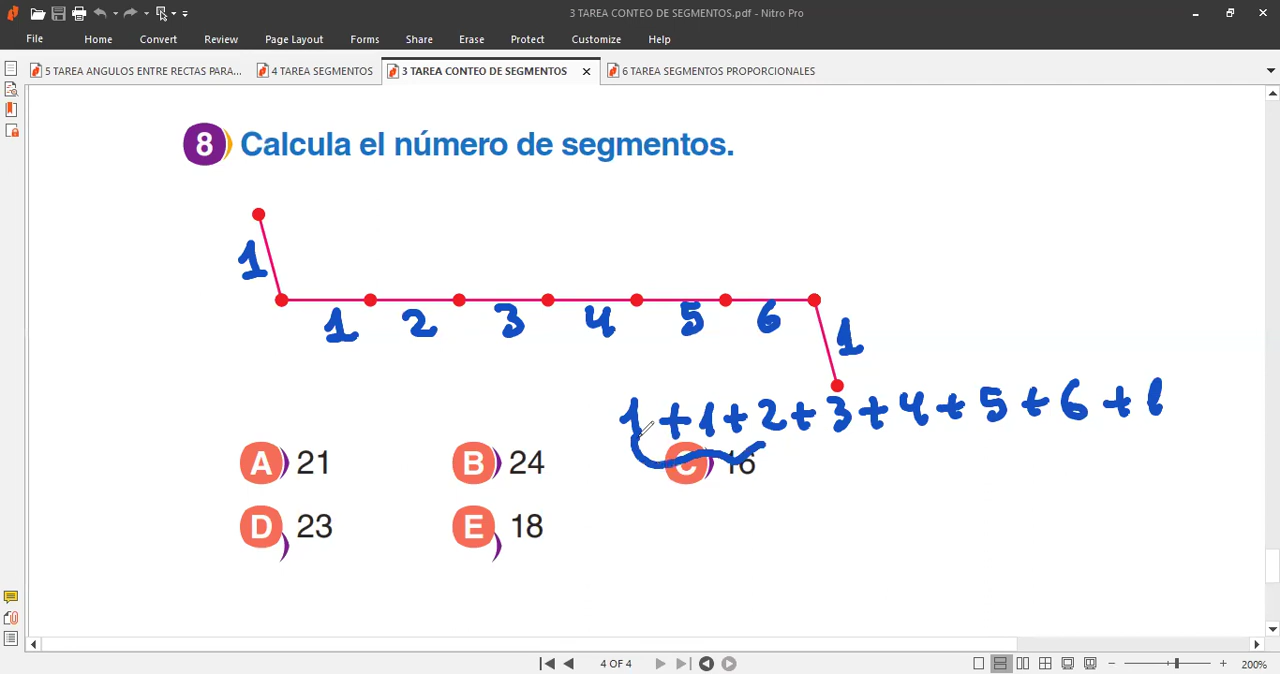 3 TAREA CONTEO DE SEGMENTOS.pdf - Nitro Pro
File Home Convert Review Page Layout Forms Share Erase Protect Customize Help
5 TAREA ANGULOS ENTRE RECTAS PARA... 4 TAREA SEGMENTOS 3 TAREA CONTEO DE SEGMENTOS 6 TAREA SEGMENTOS PROPORCIONALES
8 Calcula el número de segmentos.
1
1 2 3 4 5 6
1
1 + 1 + 2 + 3 + 4 + 5 + 6 + 1
A) 21 B) 24 C) 16
D) 23 E) 18
4 OF 4 200%